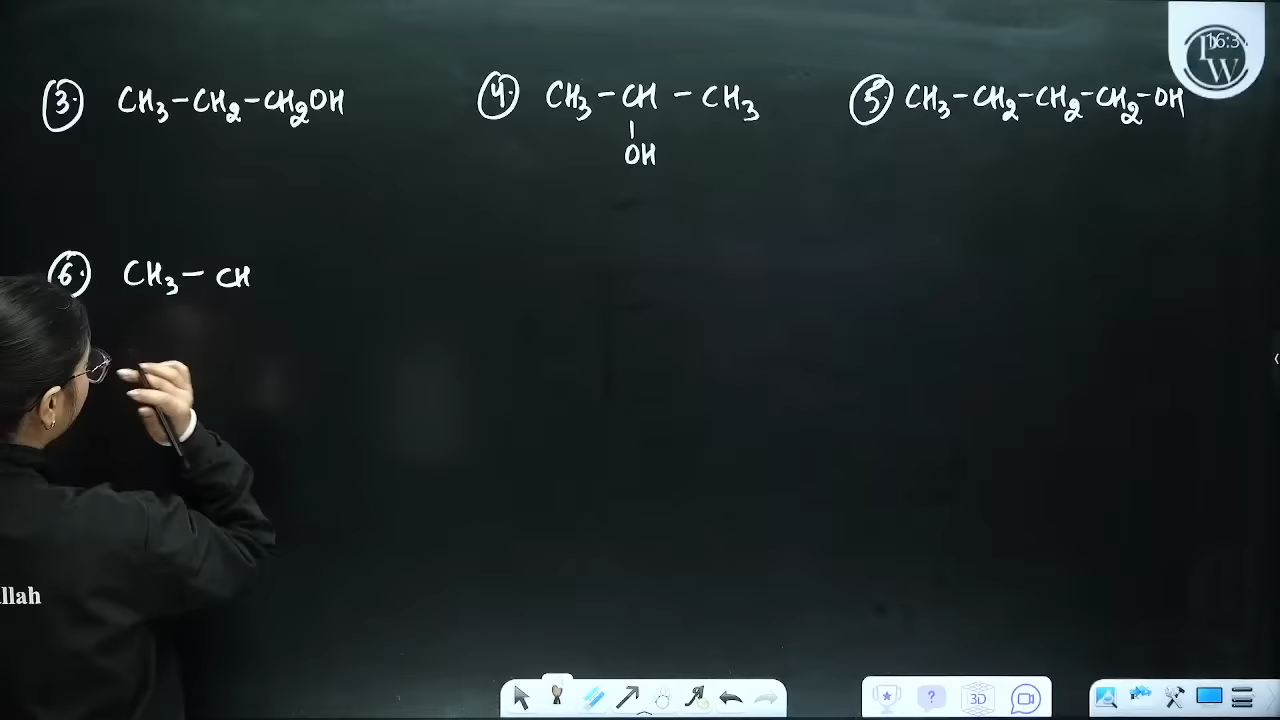 ③. CH₃-CH₂-CH₂OH
④. CH₃-CH-CH₃
OH
⑤. CH₃-CH₂-CH₂-CH₂-OH
⑥. CH₃-CH
llah
W
?
3D